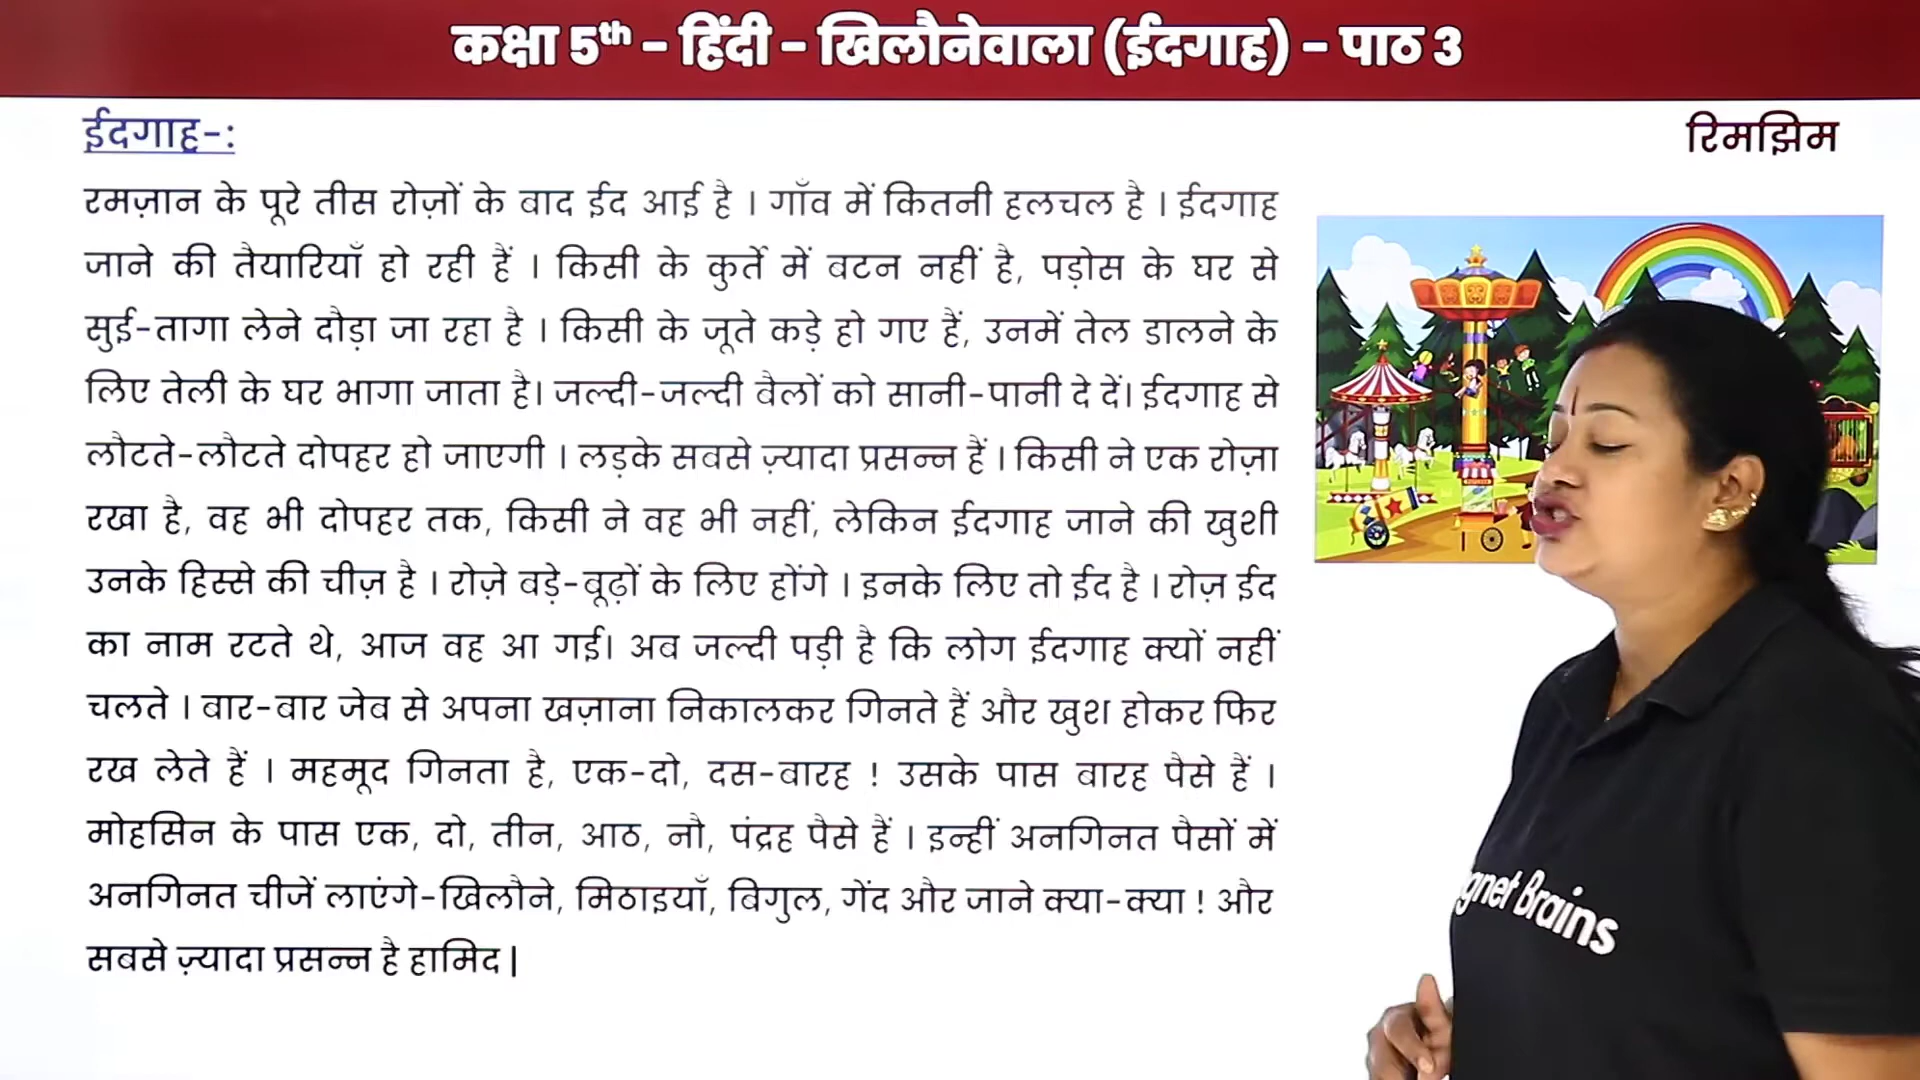 कक्षा 5th - हिंदी - खिलौनेवाला (ईदगाह) - पाठ 3
ईदगाह-:
रिमझिम
रमज़ान के पूरे तीस रोज़ों के बाद ईद आई है । गाँव में कितनी हलचल है । ईदगाह
जाने की तैयारियाँ हो रही हैं । किसी के कुर्ते में बटन नहीं है, पड़ोस के घर से
सुई-तागा लेने दौड़ा जा रहा है । किसी के जूते कड़े हो गए हैं, उनमें तेल डालने के
लिए तेली के घर भागा जाता है। जल्दी-जल्दी बैलों को सानी-पानी दे दें। ईदगाह से
लौटते-लौटते दोपहर हो जाएगी । लड़के सबसे ज़्यादा प्रसन्न हैं । किसी ने एक रोज़ा
रखा है, वह भी दोपहर तक, किसी ने वह भी नहीं, लेकिन ईदगाह जाने की खुशी
उनके हिस्से की चीज़ है । रोज़े बड़े-बूढ़ों के लिए होंगे । इनके लिए तो ईद है । रोज़ ईद
का नाम रटते थे, आज वह आ गई। अब जल्दी पड़ी है कि लोग ईदगाह क्यों नहीं
चलते । बार-बार जेब से अपना खज़ाना निकालकर गिनते हैं और खुश होकर फिर
रख लेते हैं । महमूद गिनता है, एक-दो, दस-बारह ! उसके पास बारह पैसे हैं ।
मोहसिन के पास एक, दो, तीन, आठ, नौ, पंद्रह पैसे हैं । इन्हीं अनगिनत पैसों में
अनगिनत चीजें लाएंगे-खिलौने, मिठाइयाँ, बिगुल, गेंद और जाने क्या-क्या ! और
सबसे ज़्यादा प्रसन्न है हामिद |
gnet Brains